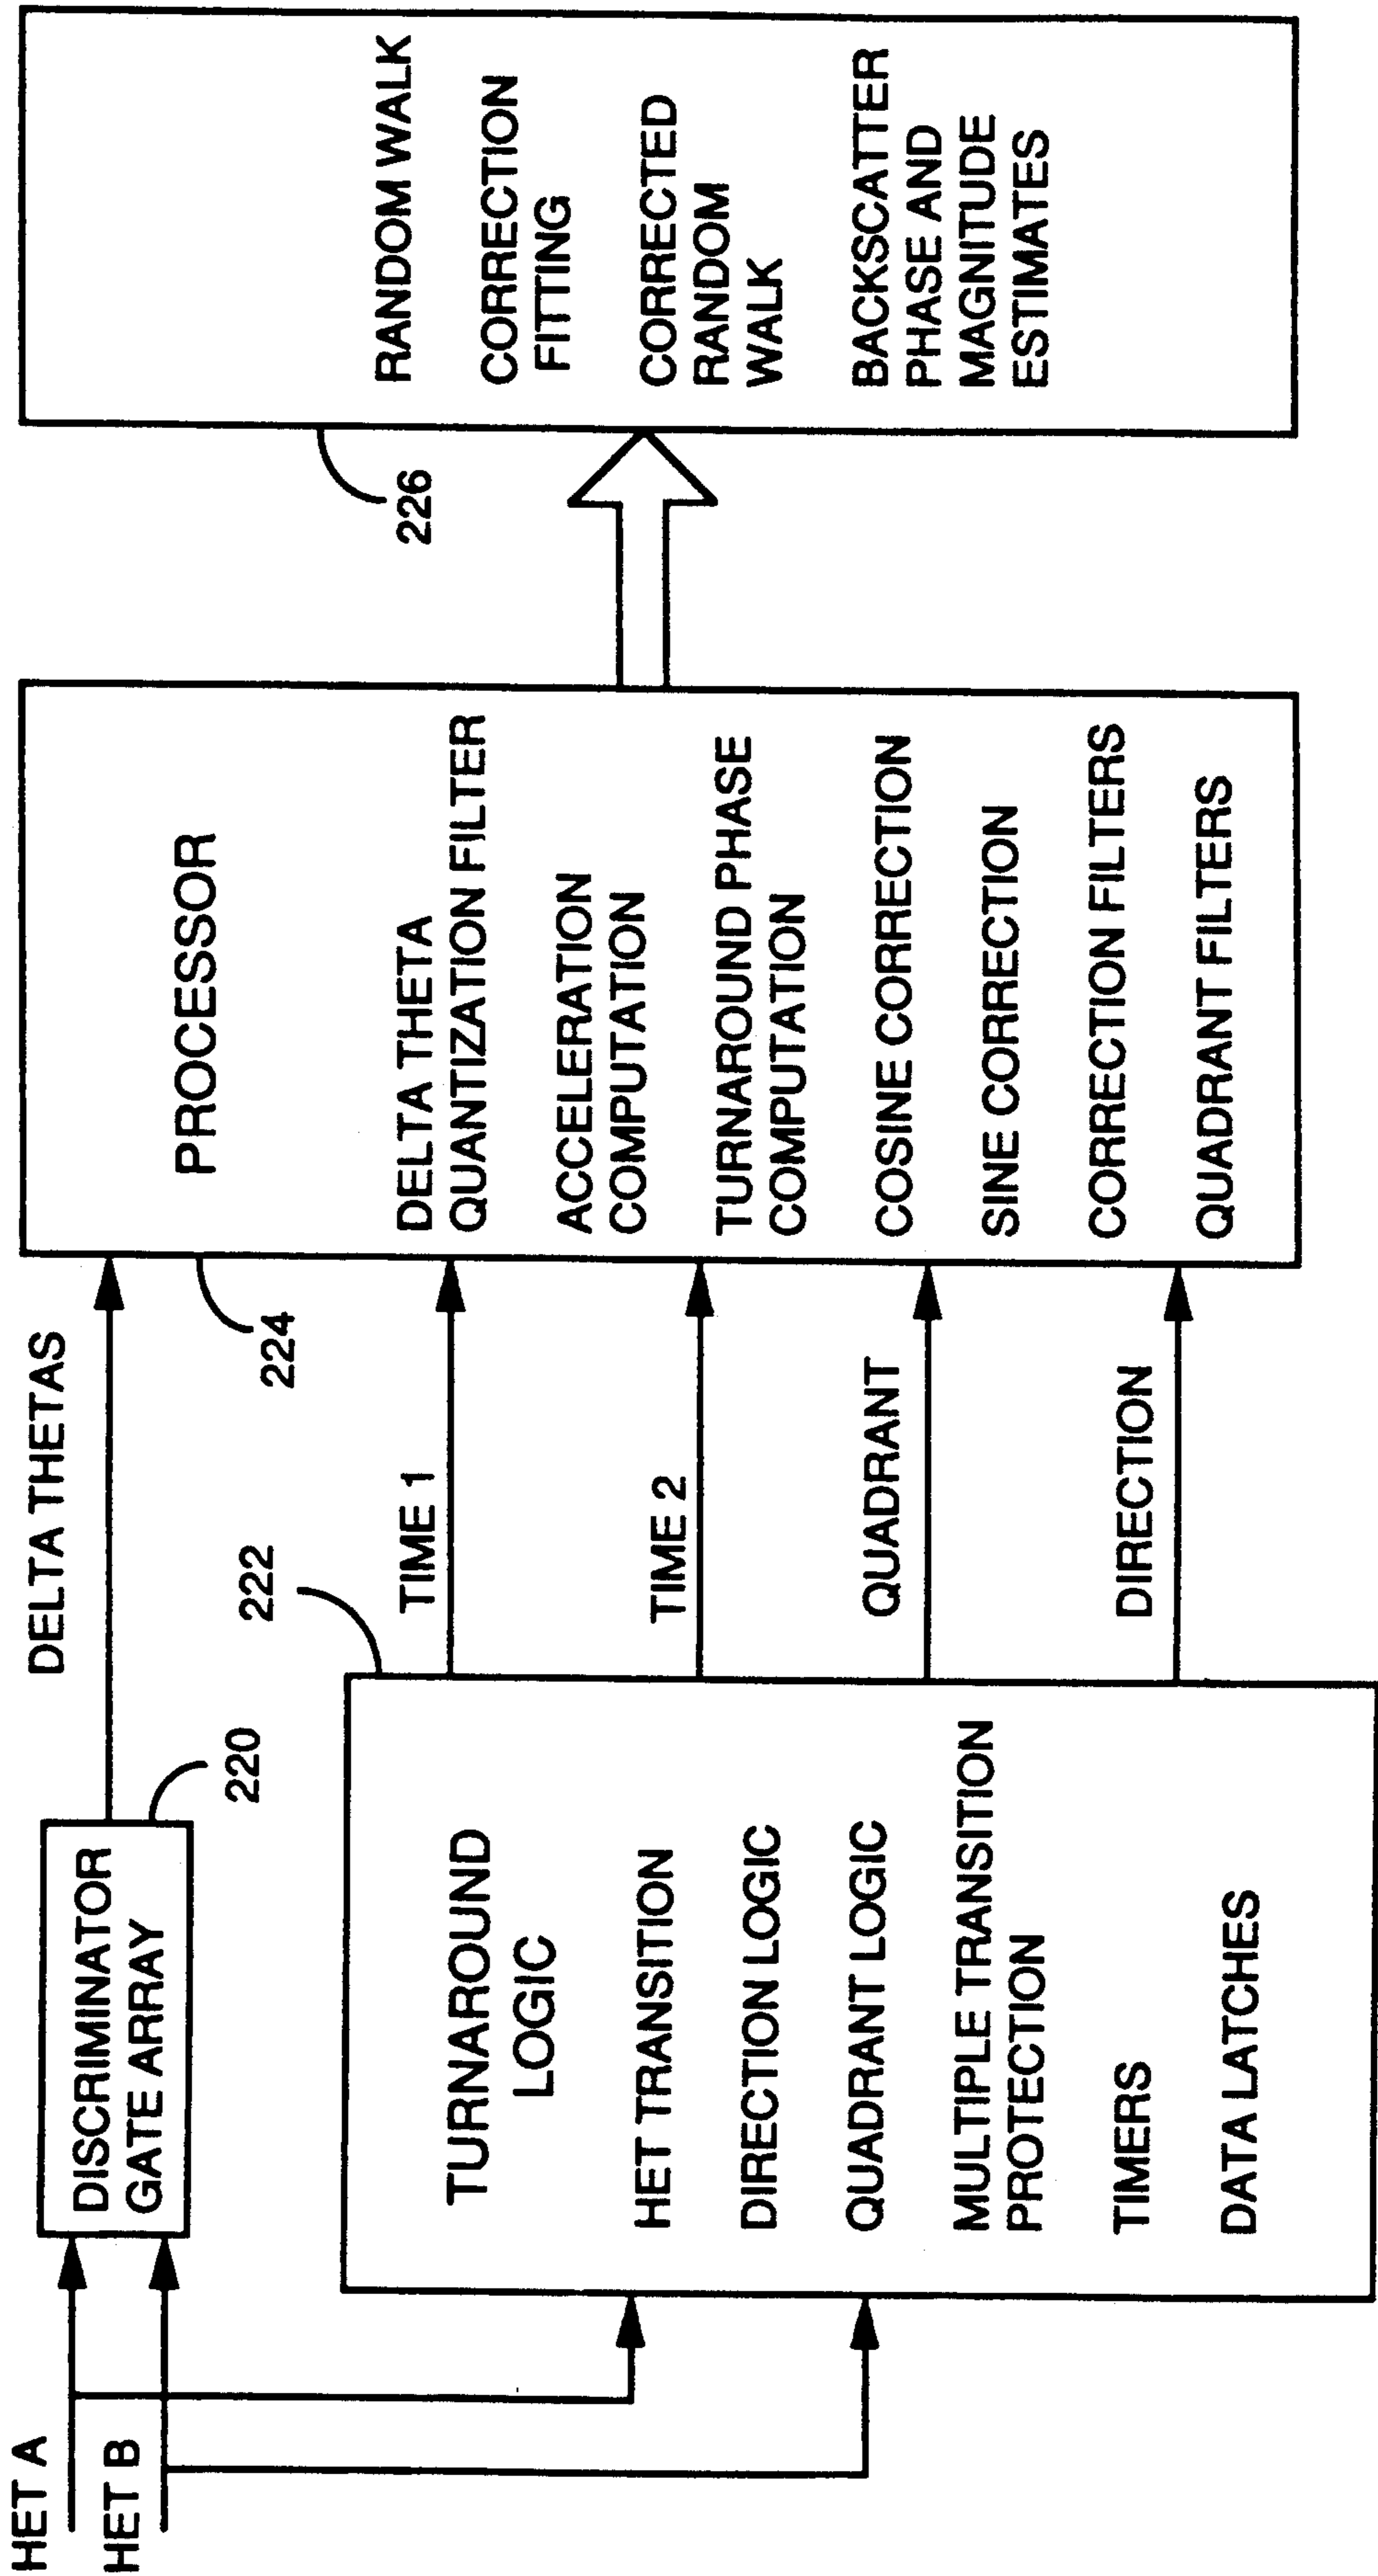 HET A
HET B
DISCRIMINATOR
GATE ARRAY
220
DELTA THETAS
TURNAROUND
LOGIC
HET TRANSITION
DIRECTION LOGIC
QUADRANT LOGIC
MULTIPLE TRANSITION
PROTECTION
TIMERS
DATA LATCHES
222
TIME 1
TIME 2
QUADRANT
DIRECTION
224
PROCESSOR
DELTA THETA
QUANTIZATION FILTER
ACCELERATION
COMPUTATION
TURNAROUND PHASE
COMPUTATION
COSINE CORRECTION
SINE CORRECTION
CORRECTION FILTERS
QUADRANT FILTERS
226
RANDOM WALK
CORRECTION
FITTING
CORRECTED
RANDOM
WALK
BACKSCATTER
PHASE AND
MAGNITUDE
ESTIMATES